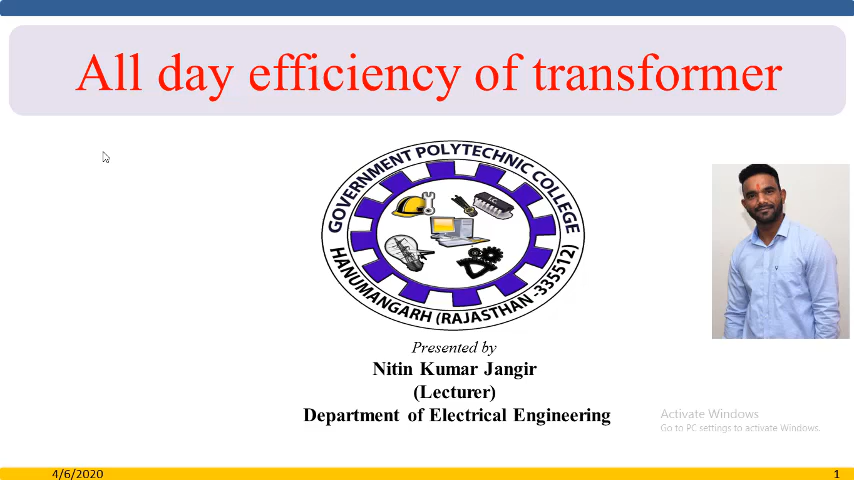 All day efficiency of transformer
GOVERNMENT POLYTECHNIC COLLEGE
HANUMANGARH (RAJASTHAN -335512)
Presented by
Nitin Kumar Jangir
(Lecturer)
Department of Electrical Engineering
Activate Windows
Go to PC settings to activate Windows.
4/6/2020
1